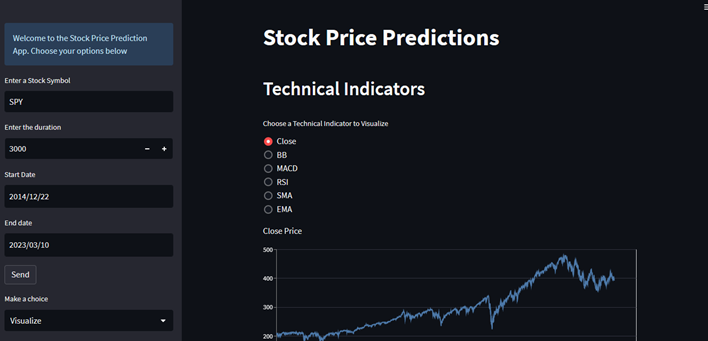 Welcome to the Stock Price Prediction
App. Choose your options below
Enter a Stock Symbol
SPY
Enter the duration
3000
Start Date
2014/12/22
End date
2023/03/10
Send
Make a choice
Visualize
Stock Price Predictions
Technical Indicators
Choose a Technical Indicator to Visualize
Close
BB
MACD
RSI
SMA
EMA
Close Price
500
400
300
200